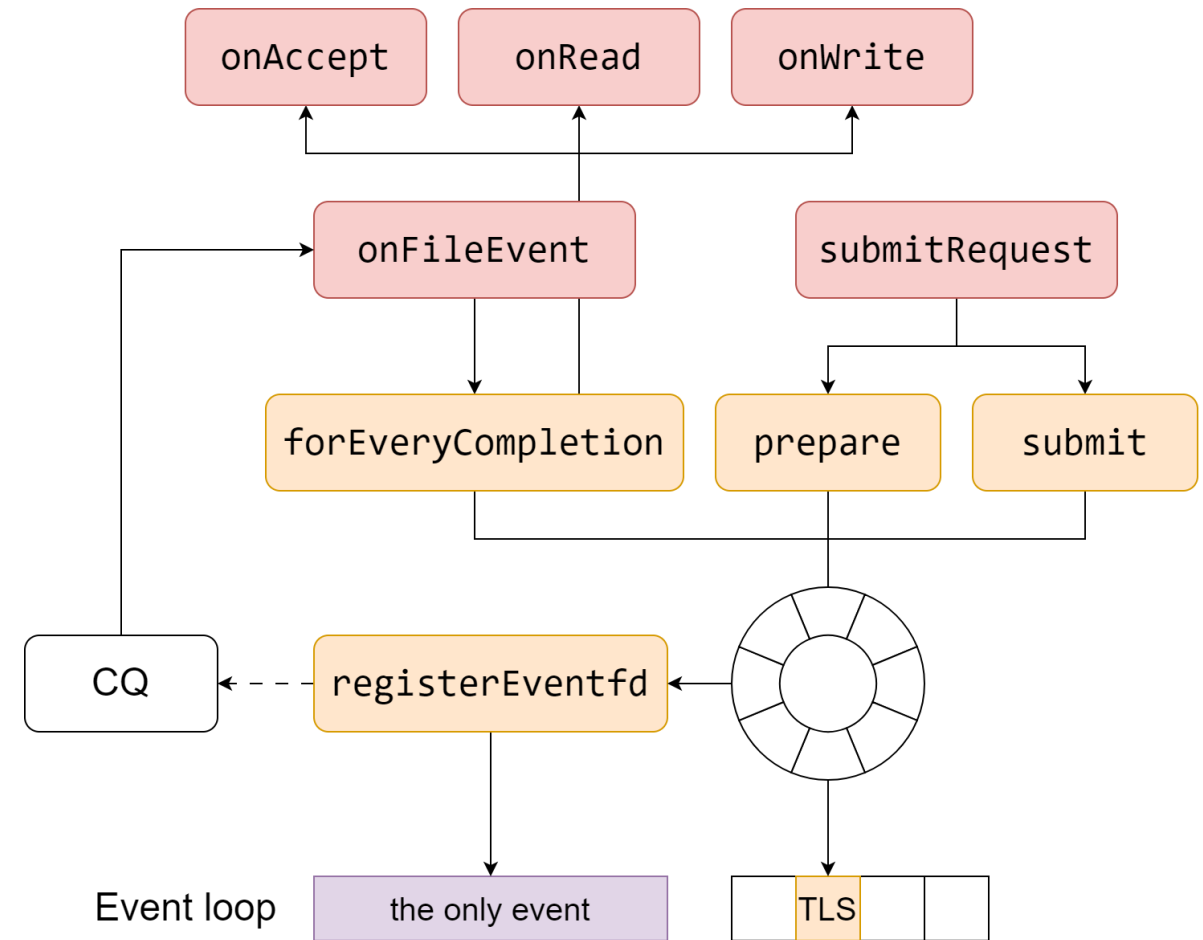 onAccept
onRead
onWrite
onFileEvent
submitRequest
forEveryCompletion
prepare
submit
CQ
registerEventfd
Event loop
the only event
TLS